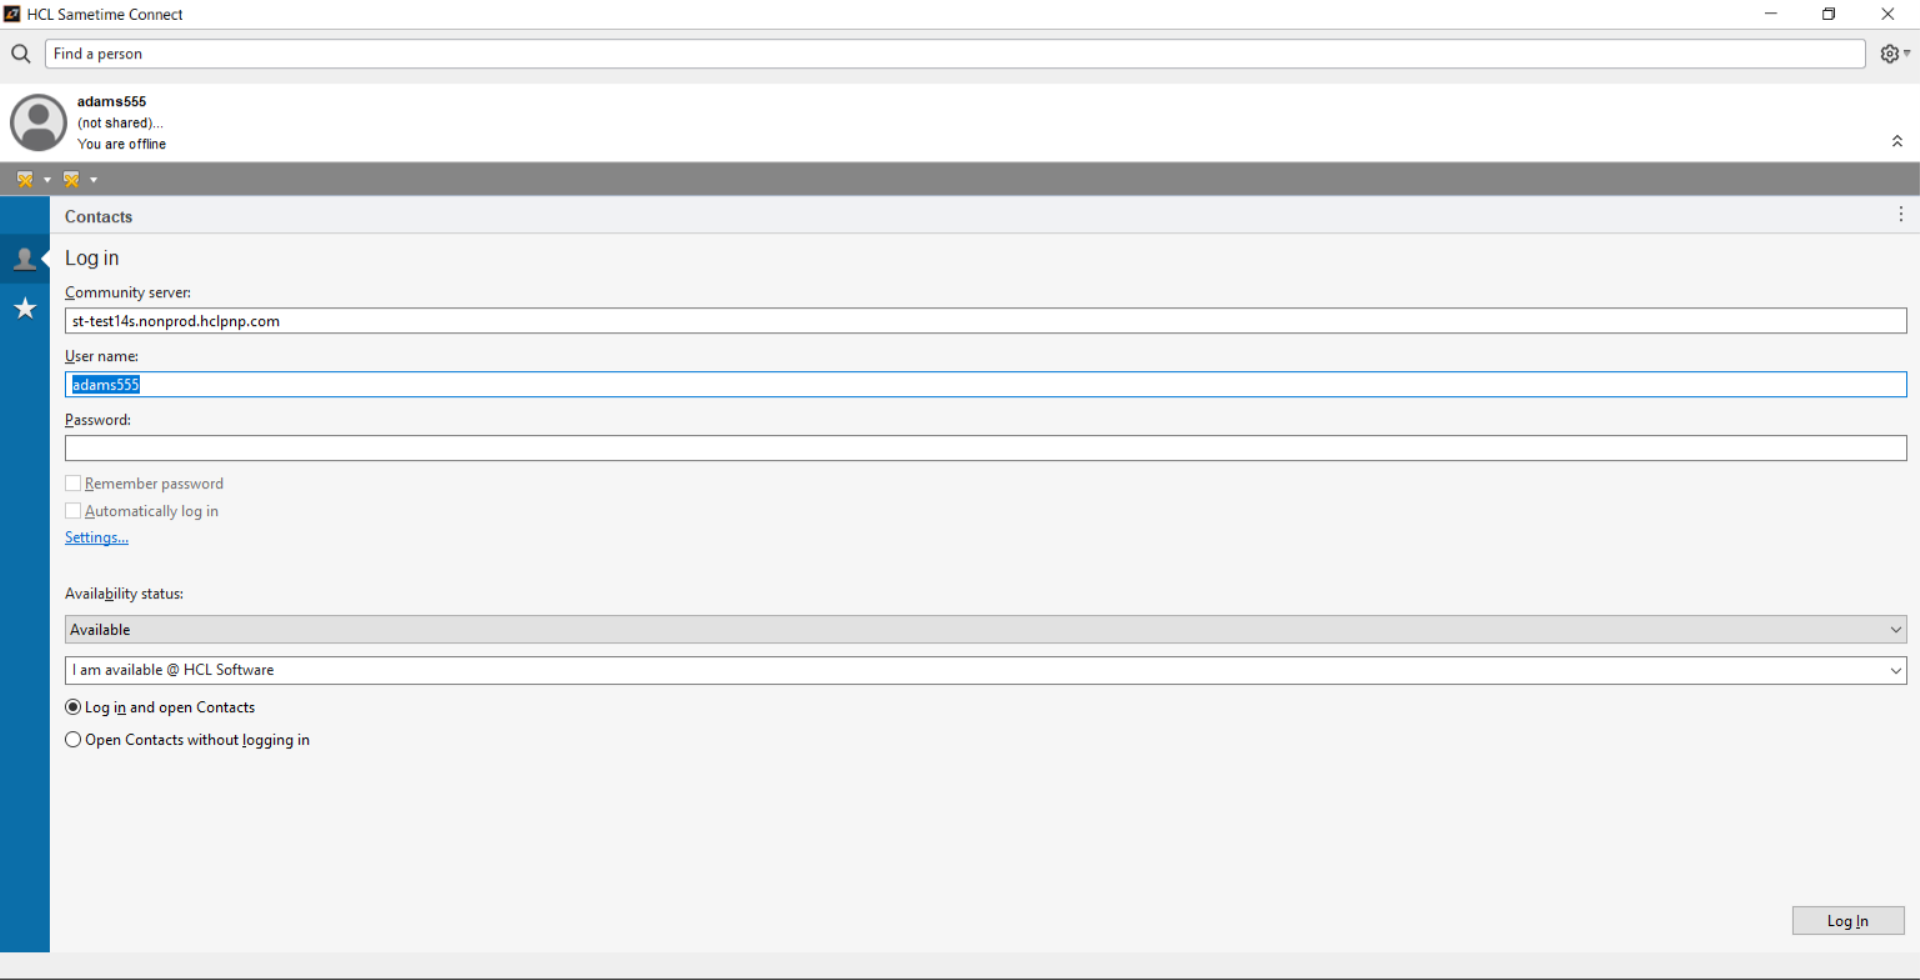 HCL Sametime Connect
Find a person
adams555
(not shared)...
You are offline
Contacts
Log in
Community server:
st-test14s.nonprod.hclpnp.com
User name:
adams555
Password:
Remember password
Automatically log in
Settings...
Availability status:
Available
I am available @ HCL Software
Log in and open Contacts
Open Contacts without logging in
Log In